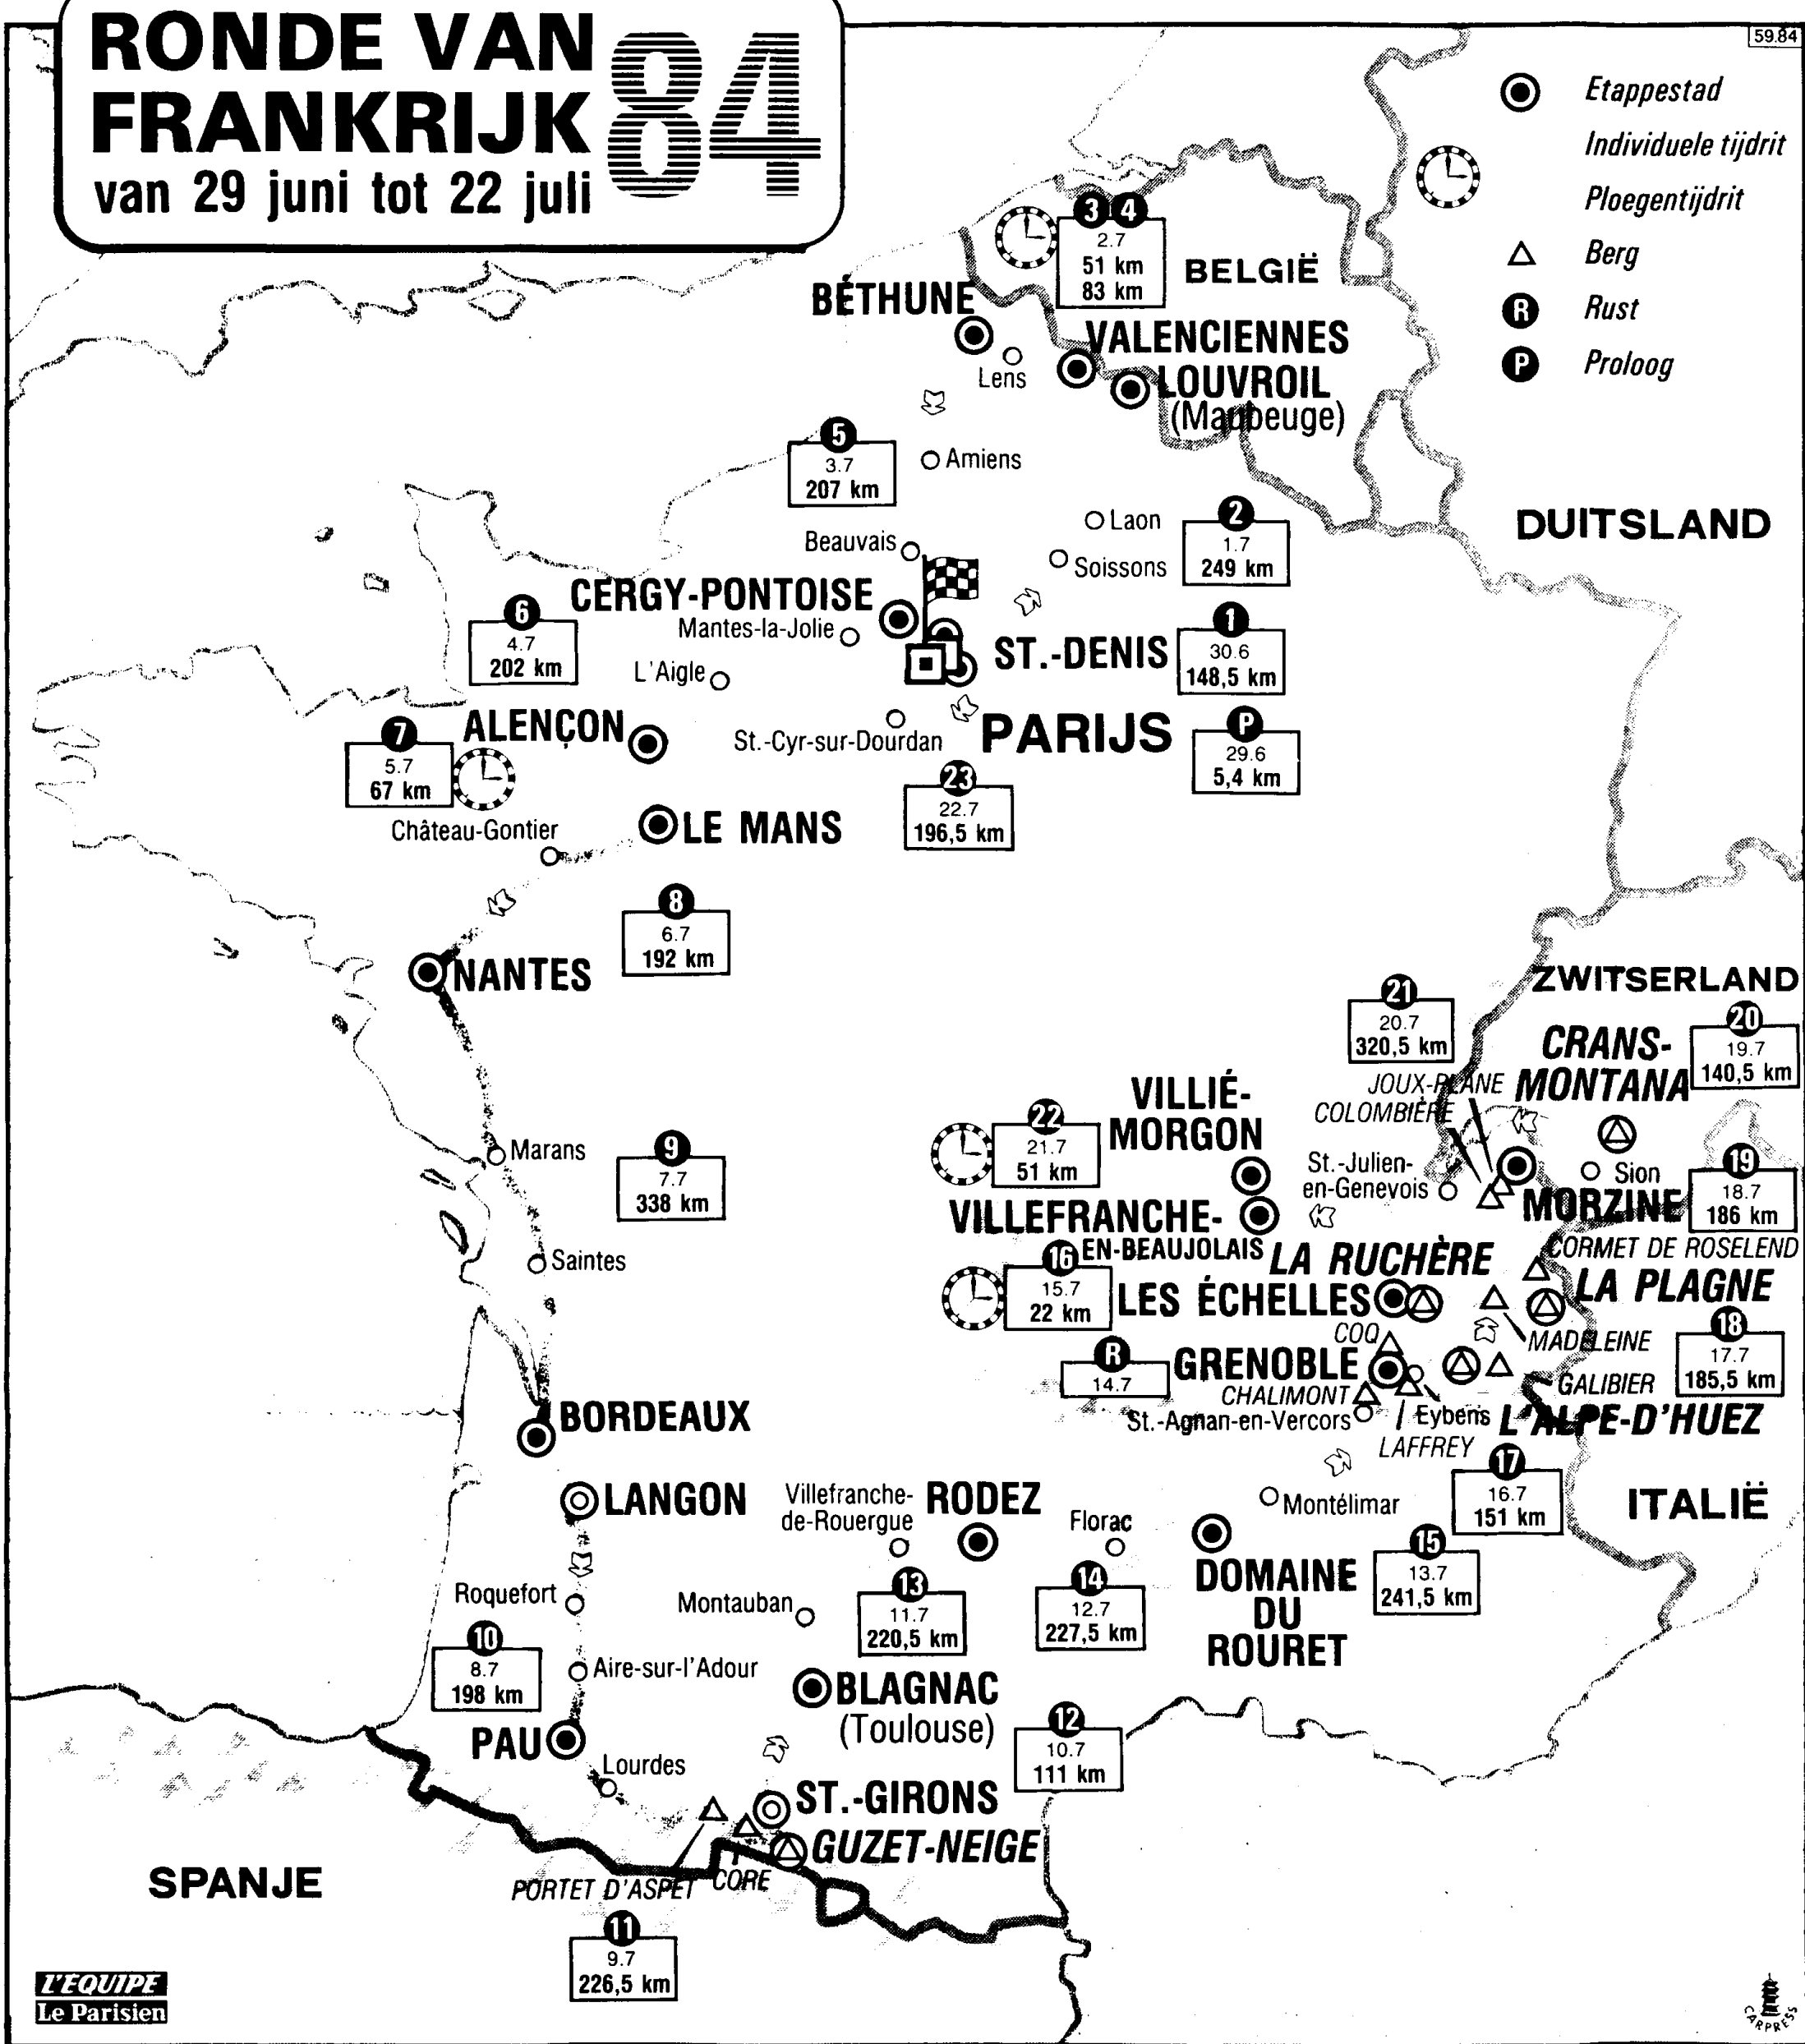 RONDE VAN
FRANKRIJK
84
van 29 juni tot 22 juli
59.84
Etappestad
Individuele tijdrit
Ploegentijdrit
Berg
R Rust
P Proloog
3 4
2.7
51 km
83 km
BELGIË
BÉTHUNE
VALENCIENNES
Lens
LOUVROIL
(Maubeuge)
5
3.7
207 km
Amiens
Laon
2
1.7
249 km
DUITSLAND
Beauvais
Soissons
CERGY-PONTOISE
Mantes-la-Jolie
6
4.7
202 km
L'Aigle
ST.-DENIS
1
30.6
148,5 km
7
5.7
67 km
ALENÇON
St.-Cyr-sur-Dourdan
PARIJS
P
29.6
5,4 km
23
22.7
196,5 km
Château-Gontier
LE MANS
8
6.7
192 km
NANTES
ZWITSERLAND
21
20.7
320,5 km
20
19.7
140,5 km
CRANS-
MONTANA
JOUX-PLANE
COLOMBIÈRE
VILLIÉ-
MORGON
22
21.7
51 km
Marans
9
7.7
338 km
St.-Julien-
en-Genevois
Sion
19
18.7
186 km
MORZINE
VILLEFRANCHE-
EN-BEAUJOLAIS
Saintes
16
15.7
22 km
LA RUCHÈRE
CORMET DE ROSELEND
LES ÉCHELLES
LA PLAGNE
COQ
MADELEINE
18
17.7
185,5 km
R
14.7
GRENOBLE
CHALIMONT
GALIBIER
St.-Agnan-en-Vercors
Eybens
L'ALPE-D'HUEZ
LAFFREY
BORDEAUX
17
16.7
151 km
LANGON
Villefranche-
de-Rouergue
RODEZ
Florac
Montélimar
ITALIË
15
13.7
241,5 km
DOMAINE
DU
ROURET
Roquefort
Montauban
13
11.7
220,5 km
14
12.7
227,5 km
10
8.7
198 km
Aire-sur-l'Adour
BLAGNAC
(Toulouse)
PAU
12
10.7
111 km
Lourdes
ST.-GIRONS
GUZET-NEIGE
SPANJE
PORTET D'ASPET
CORE
11
9.7
226,5 km
L'EQUIPE
Le Parisien
CARPRESS